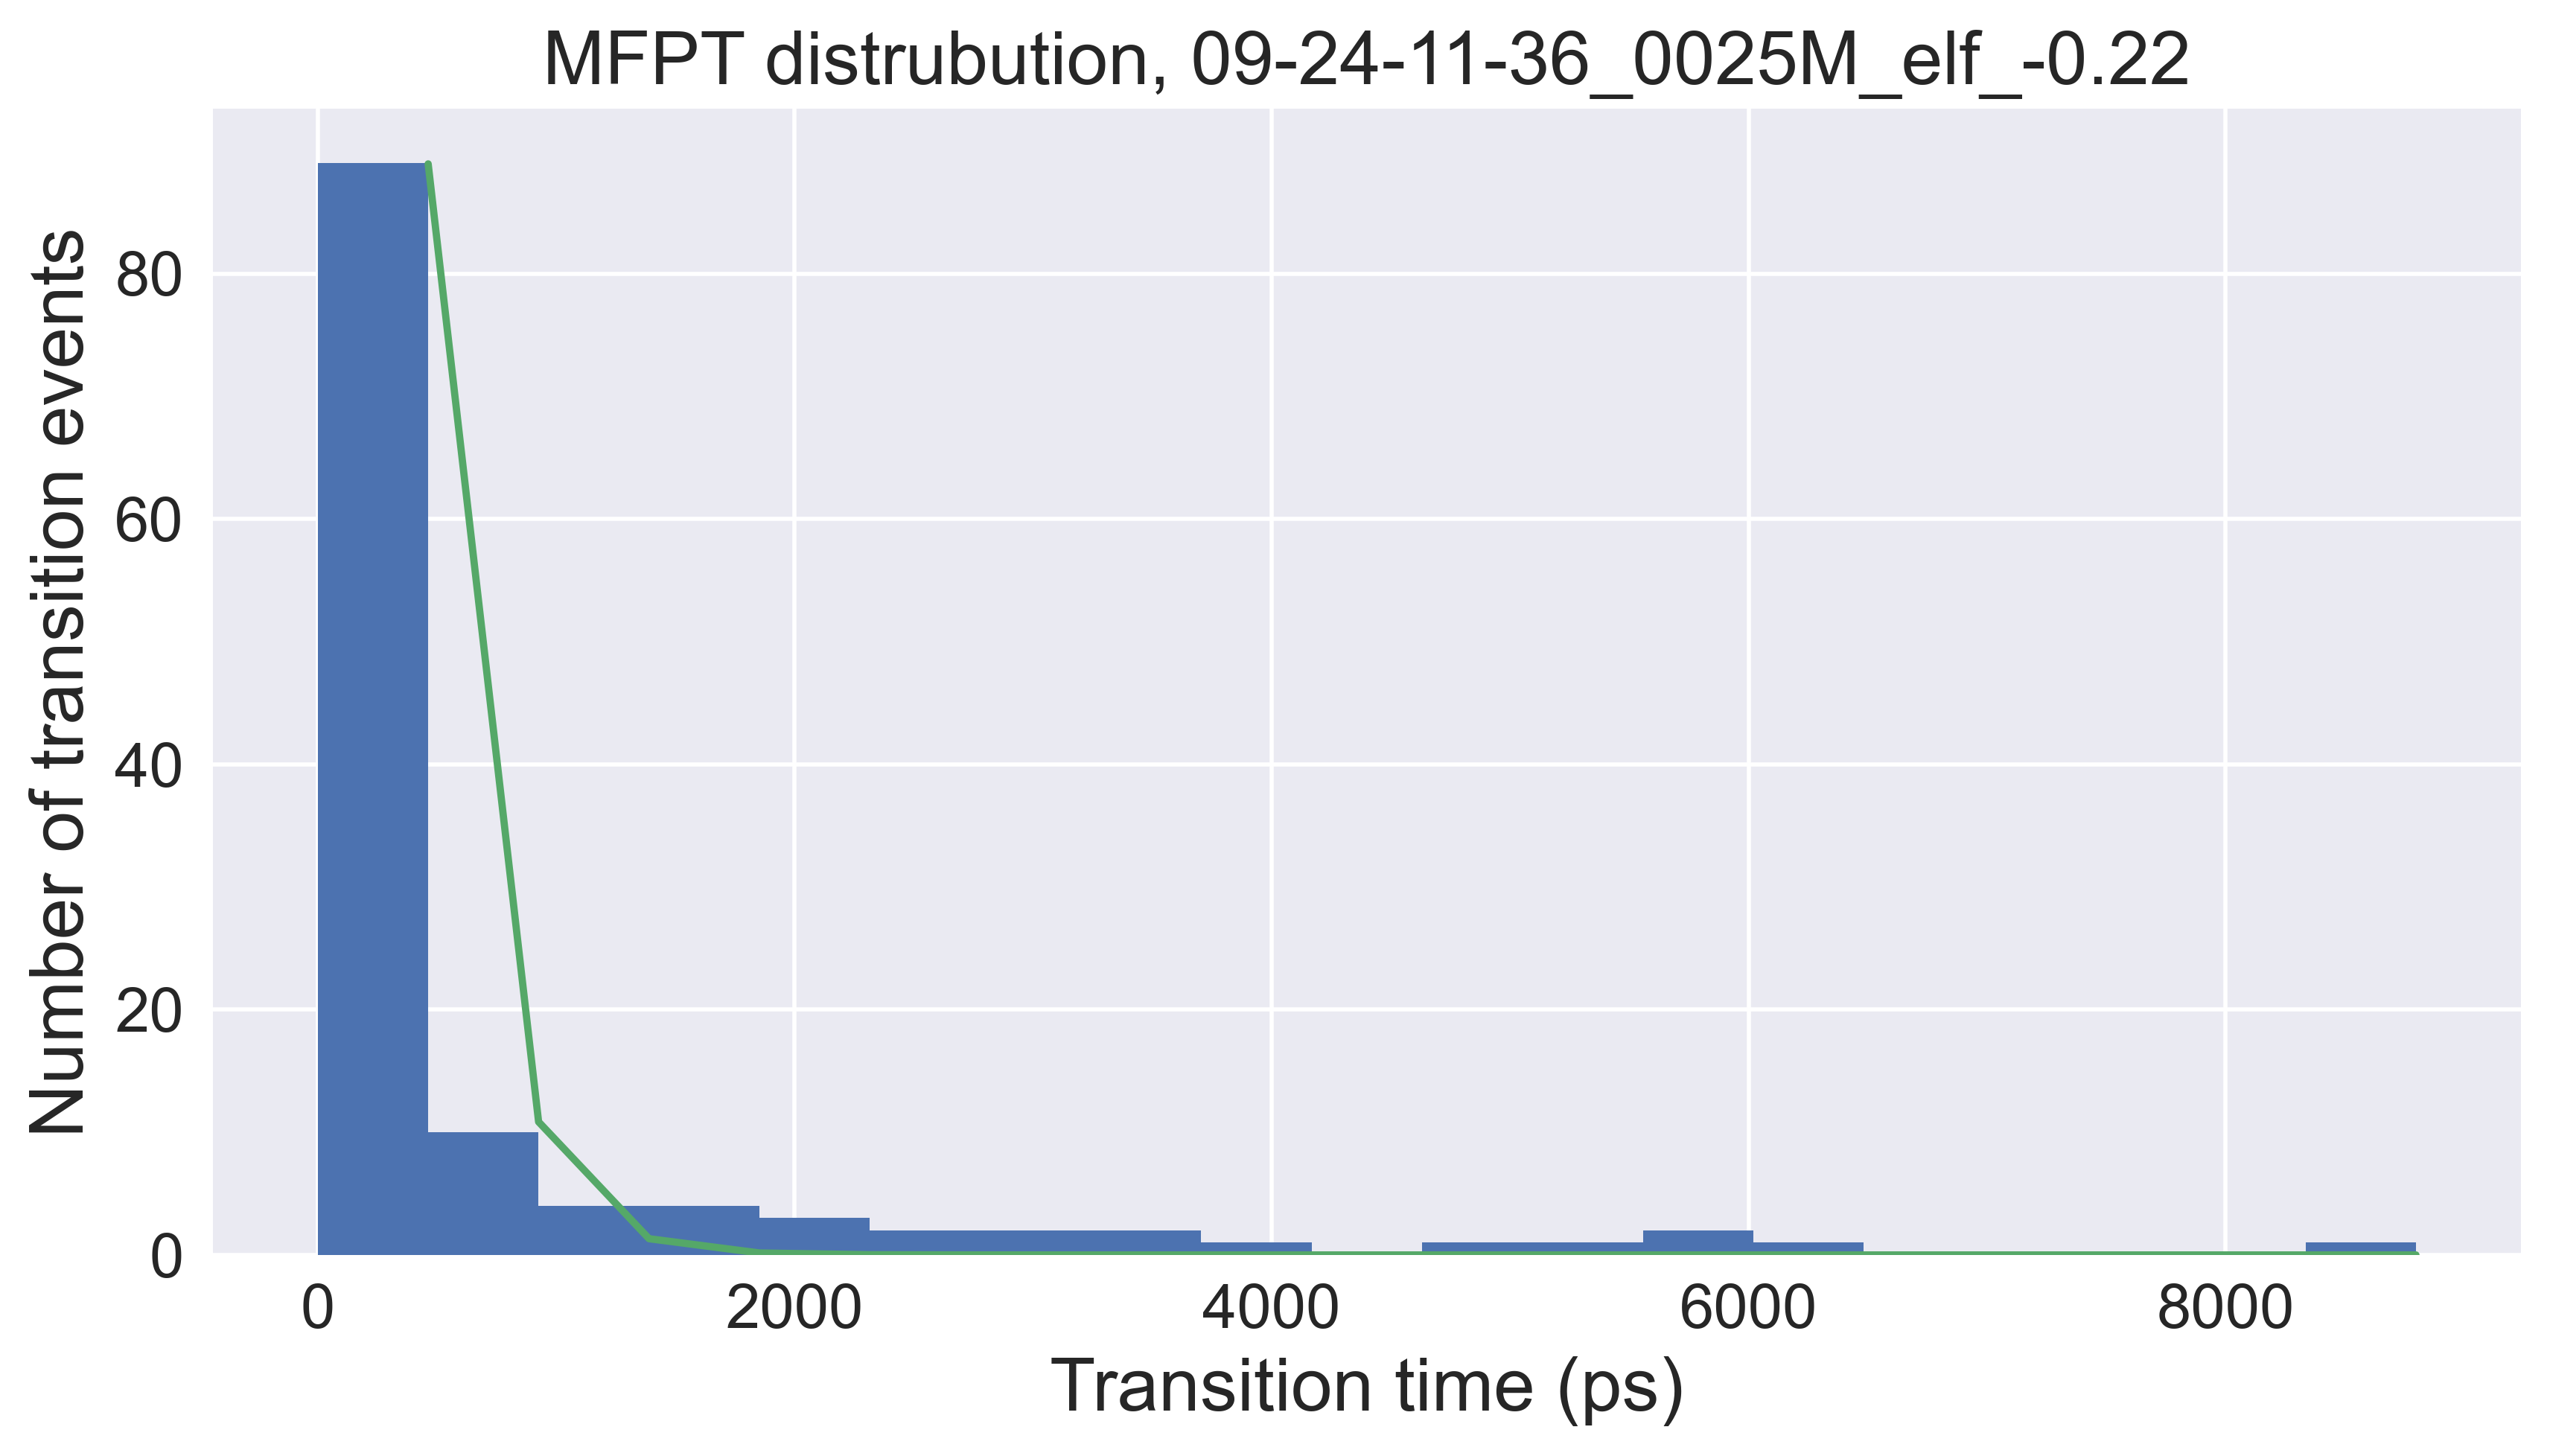 MFPT distrubution, 09-24-11-36_0025M_elf_-0.22
Number of transition events
80
60
40
20
0
0 2000 4000 6000 8000
Transition time (ps)